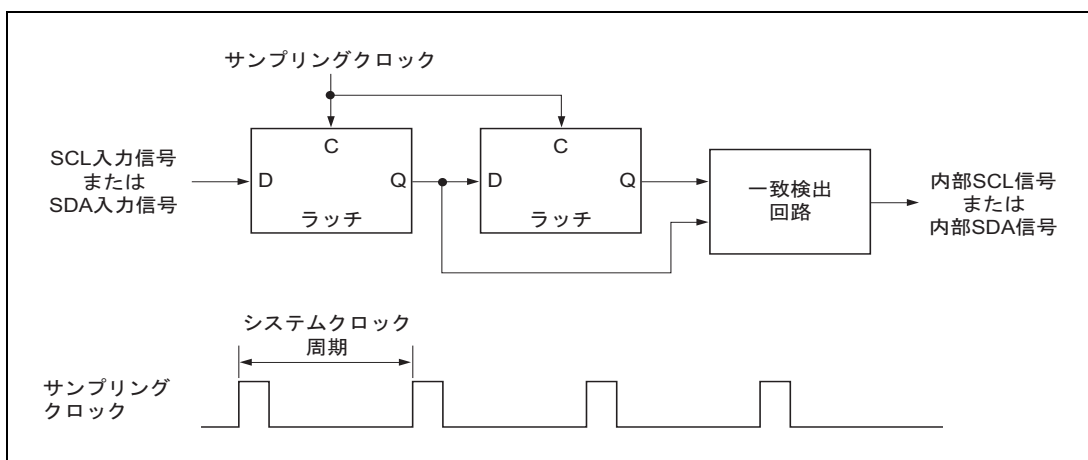 サンプリングクロック
SCL入力信号
または
SDA入力信号
C
D
Q
ラッチ
C
D
Q
ラッチ
一致検出
回路
内部SCL信号
または
内部SDA信号
システムクロック
周期
サンプリング
クロック